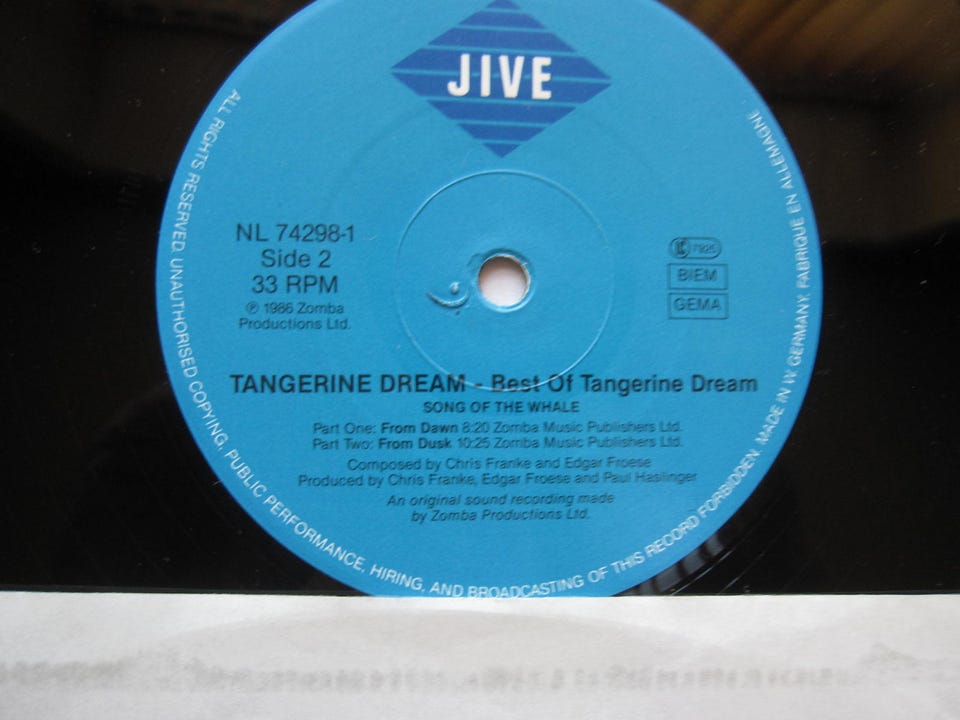 JIVE
NL 74298-1
Side 2
33 RPM
℗ 1986 Zomba
Productions Ltd.
LC 7925
BIEM
GEMA
TANGERINE DREAM - Best Of Tangerine Dream
SONG OF THE WHALE
Part One: From Dawn 8:20 Zomba Music Publishers Ltd.
Part Two: From Dusk 10:25 Zomba Music Publishers Ltd.
Composed by Chris Franke and Edgar Froese
Produced by Chris Franke, Edgar Froese and Paul Haslinger
An original sound recording made
by Zomba Productions Ltd.
ALL RIGHTS RESERVED. UNAUTHORISED COPYING, PUBLIC PERFORMANCE, HIRING, AND BROADCASTING OF THIS RECORD FORBIDDEN. MADE IN W GERMANY. FABRIQUE EN ALLEMAGNE